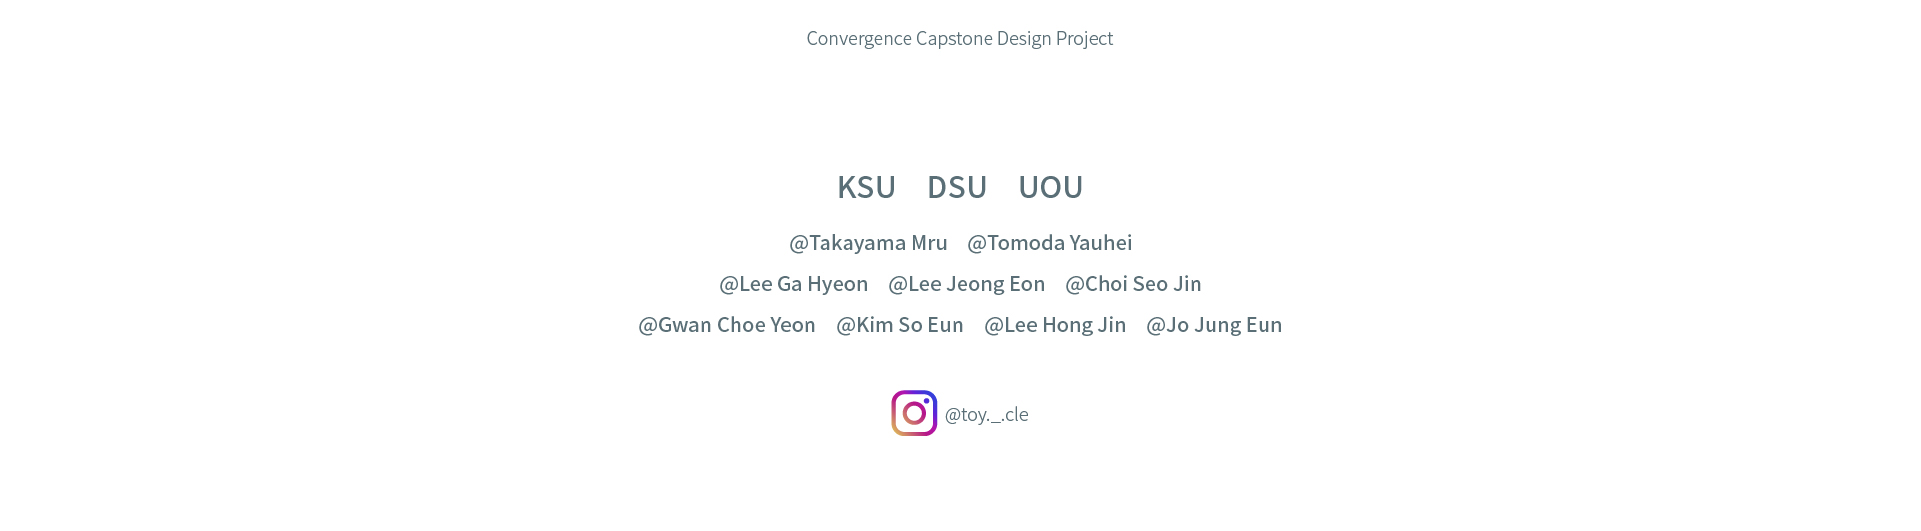 Convergence Capstone Design Project
KSU DSU UOU
@Takayama Mru @Tomoda Yauhei
@Lee Ga Hyeon @Lee Jeong Eon @Choi Seo Jin
@Gwan Choe Yeon @Kim So Eun @Lee Hong Jin @Jo Jung Eun
@toy._.cle